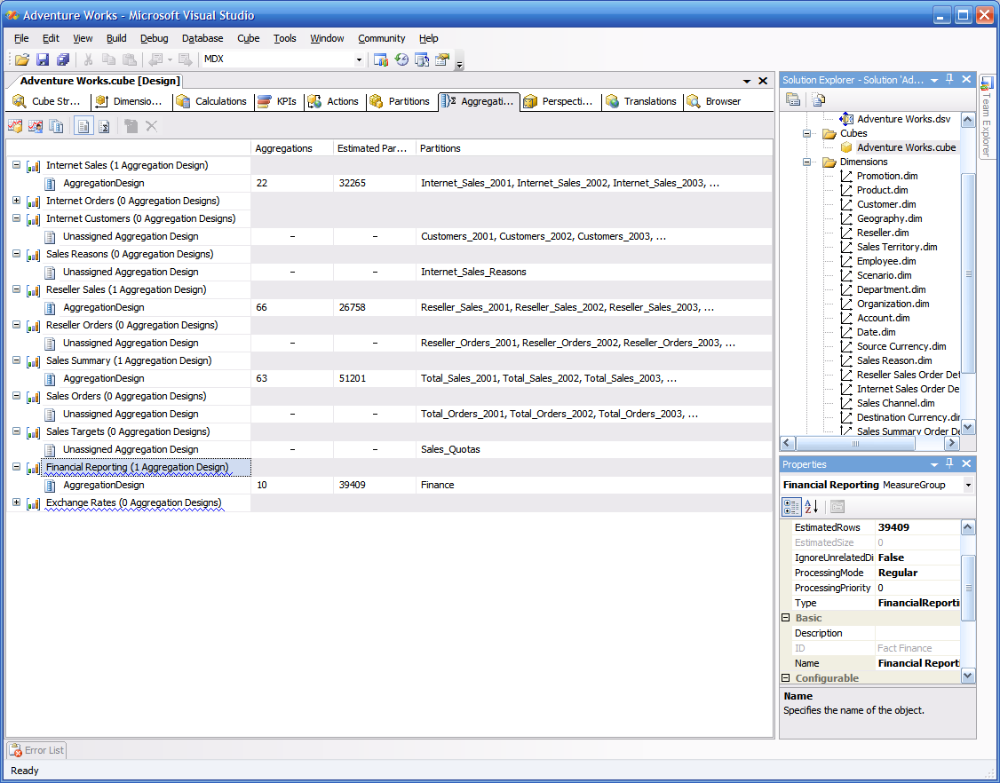 Adventure Works - Microsoft Visual Studio
File Edit View Build Debug Database Cube Tools Window Community Help
MDX
Adventure Works.cube [Design]
Cube Str... Dimensio... Calculations KPIs Actions Partitions Aggregati... Perspecti... Translations Browser
Aggregations Estimated Par... Partitions
Internet Sales (1 Aggregation Design)
AggregationDesign 22 32265 Internet_Sales_2001, Internet_Sales_2002, Internet_Sales_2003, ...
Internet Orders (0 Aggregation Designs)
Internet Customers (0 Aggregation Designs)
Unassigned Aggregation Design – – Customers_2001, Customers_2002, Customers_2003, ...
Sales Reasons (0 Aggregation Designs)
Unassigned Aggregation Design – – Internet_Sales_Reasons
Reseller Sales (1 Aggregation Design)
AggregationDesign 66 26758 Reseller_Sales_2001, Reseller_Sales_2002, Reseller_Sales_2003, ...
Reseller Orders (0 Aggregation Designs)
Unassigned Aggregation Design – – Reseller_Orders_2001, Reseller_Orders_2002, Reseller_Orders_2003, ...
Sales Summary (1 Aggregation Design)
AggregationDesign 63 51201 Total_Sales_2001, Total_Sales_2002, Total_Sales_2003, ...
Sales Orders (0 Aggregation Designs)
Unassigned Aggregation Design – – Total_Orders_2001, Total_Orders_2002, Total_Orders_2003, ...
Sales Targets (0 Aggregation Designs)
Unassigned Aggregation Design – – Sales_Quotas
Financial Reporting (1 Aggregation Design)
AggregationDesign 10 39409 Finance
Exchange Rates (0 Aggregation Designs)
Solution Explorer - Solution 'Ad...
Adventure Works.dsv
Cubes
Adventure Works.cube
Dimensions
Promotion.dim
Product.dim
Customer.dim
Geography.dim
Reseller.dim
Sales Territory.dim
Employee.dim
Scenario.dim
Department.dim
Organization.dim
Account.dim
Date.dim
Source Currency.dim
Sales Reason.dim
Reseller Sales Order Det
Internet Sales Order De
Sales Channel.dim
Destination Currency.dim
Sales Summary Order D
Team Explorer
Properties
Financial Reporting MeasureGroup
EstimatedRows 39409
EstimatedSize 0
IgnoreUnrelatedDi False
ProcessingMode Regular
ProcessingPriority 0
Type FinancialReporti
Basic
Description
ID Fact Finance
Name Financial Reporti
Configurable
Name
Specifies the name of the object.
Error List
Ready